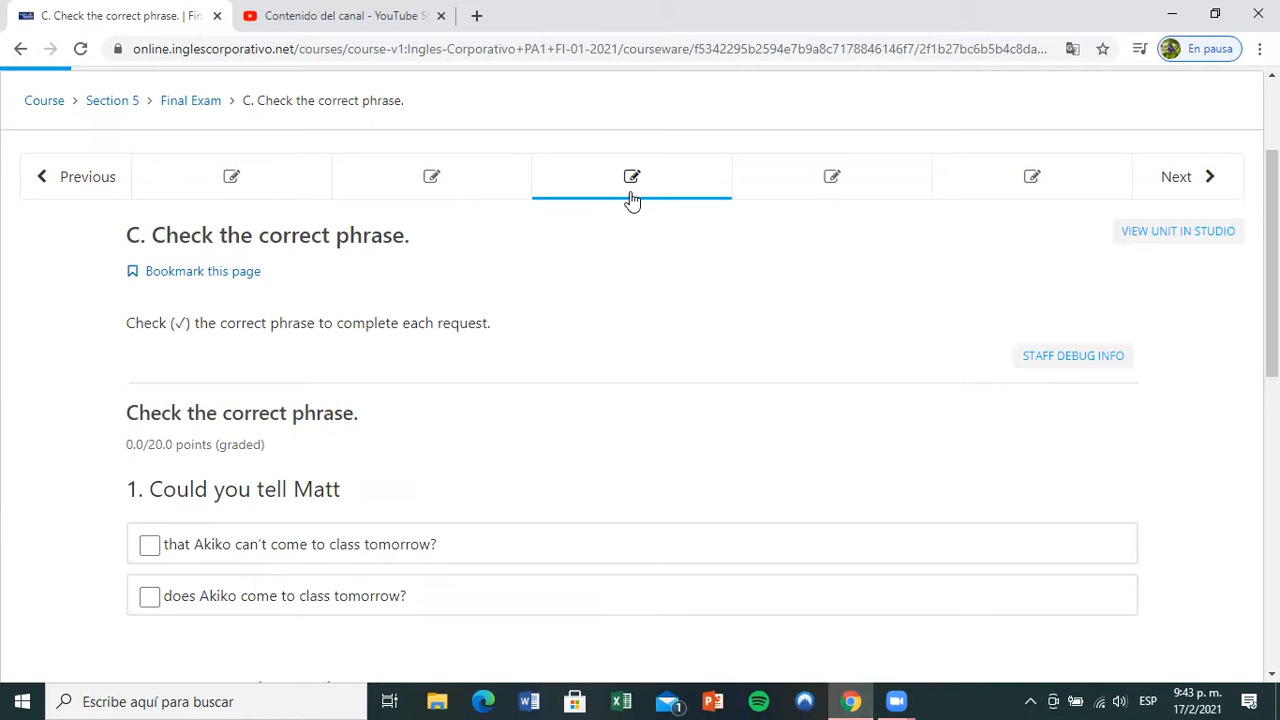 C. Check the correct phrase. | Fin
Contenido del canal - YouTube S
online.inglescorporativo.net/courses/course-v1:Ingles-Corporativo+PA1+FI-01-2021/courseware/f5342295b2594e7b9a8c7178846146f7/2f1b27bc6b5b4c8da...
En pausa
Course > Section 5 > Final Exam > C. Check the correct phrase.
Previous
Next
C. Check the correct phrase.
VIEW UNIT IN STUDIO
Bookmark this page
Check (✓) the correct phrase to complete each request.
STAFF DEBUG INFO
Check the correct phrase.
0.0/20.0 points (graded)
1. Could you tell Matt
that Akiko can´t come to class tomorrow?
does Akiko come to class tomorrow?
Escribe aquí para buscar
1
ESP
9:43 p. m.
17/2/2021